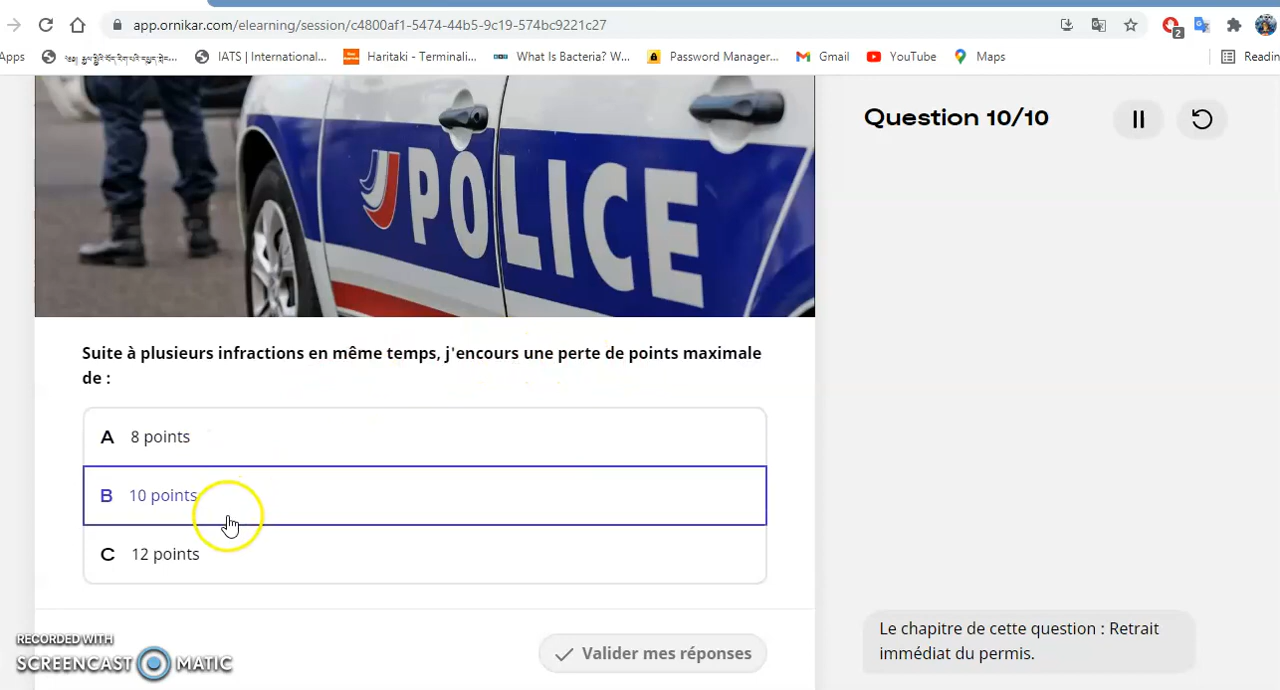 app.ornikar.com/elearning/session/c4800af1-5474-44b5-9c19-574bc9221c27
2
Apps
IATS | International...
Haritaki - Terminali...
What Is Bacteria? W...
Password Manager...
Gmail
YouTube
Maps
Readin
POLICE
Question 10/10
Suite à plusieurs infractions en même temps, j'encours une perte de points maximale
de :
A 8 points
B 10 points
C 12 points
Valider mes réponses
Le chapitre de cette question : Retrait
immédiat du permis.
RECORDED WITH
SCREENCAST MATIC